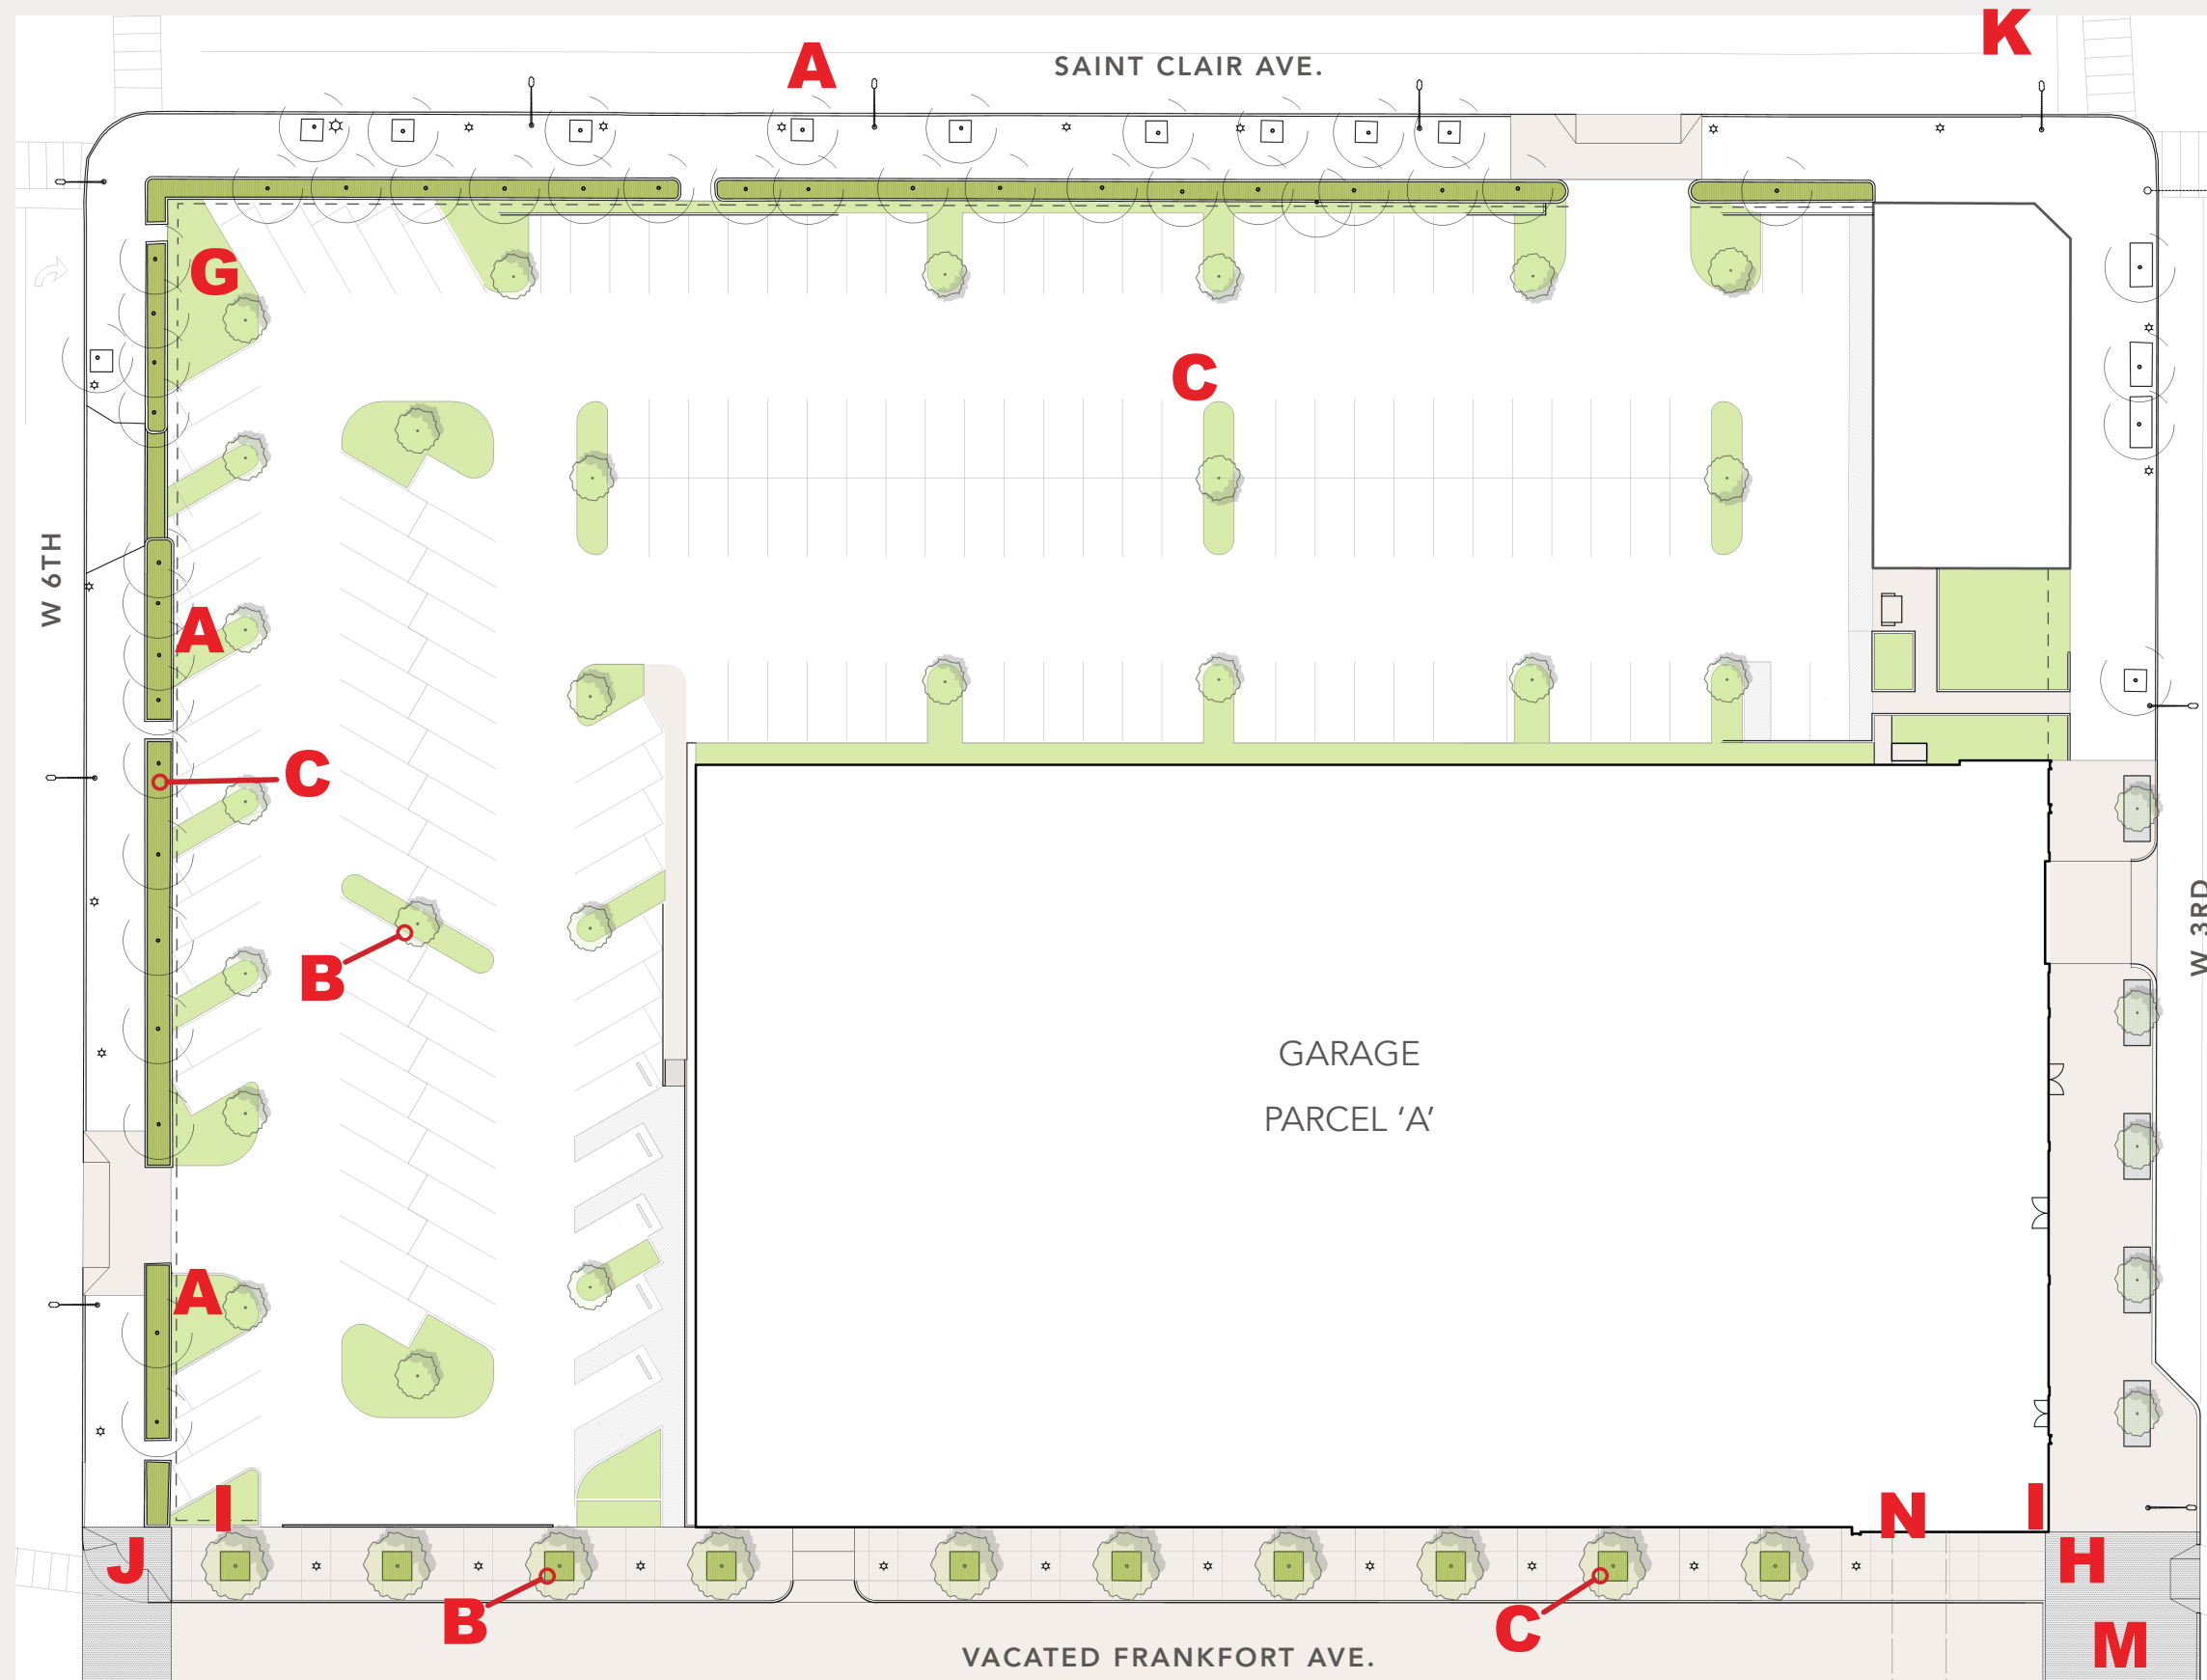 K
A
SAINT CLAIR AVE.
G
C
W 6TH
A
C
W 3RD
B
GARAGE
PARCEL 'A'
A
I
I
N
J
H
B
C
M
VACATED FRANKFORT AVE.